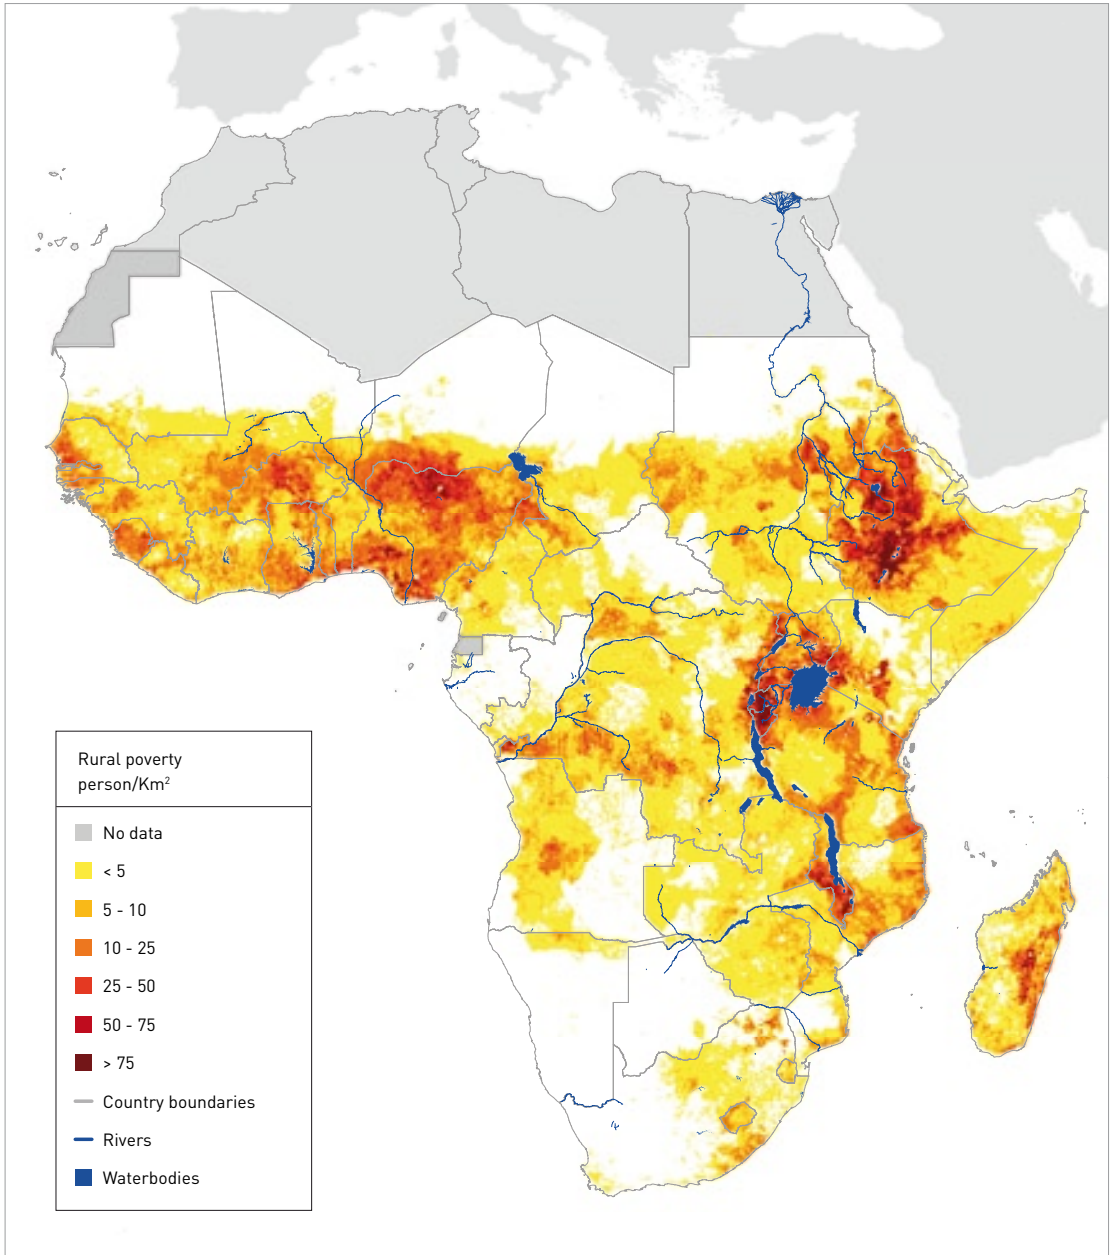 Rural poverty
person/Km²
No data
< 5
5 - 10
10 - 25
25 - 50
50 - 75
> 75
Country boundaries
Rivers
Waterbodies